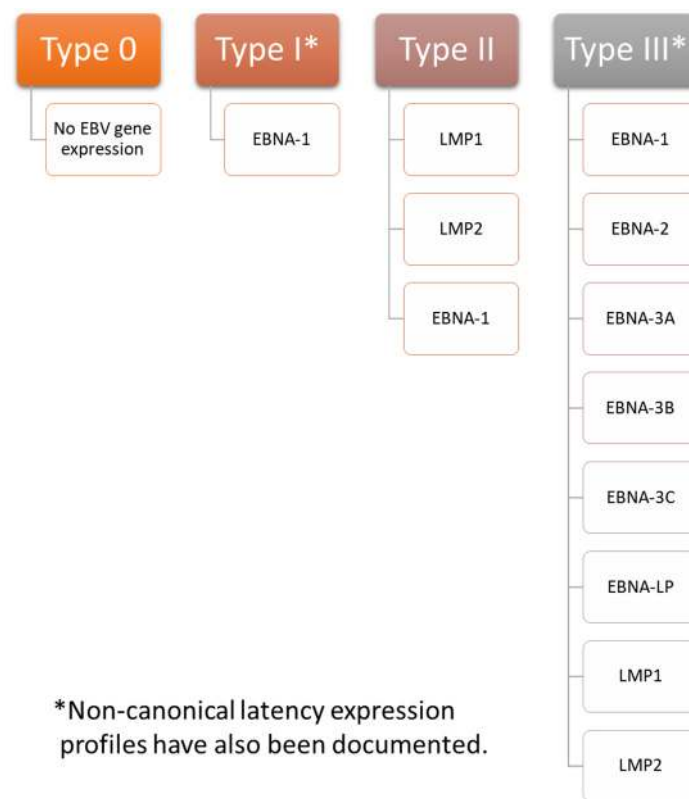 Type 0
No EBV gene
expression
Type I*
EBNA-1
Type II
LMP1
LMP2
EBNA-1
Type III*
EBNA-1
EBNA-2
EBNA-3A
EBNA-3B
EBNA-3C
EBNA-LP
LMP1
LMP2
*Non-canonical latency expression
profiles have also been documented.